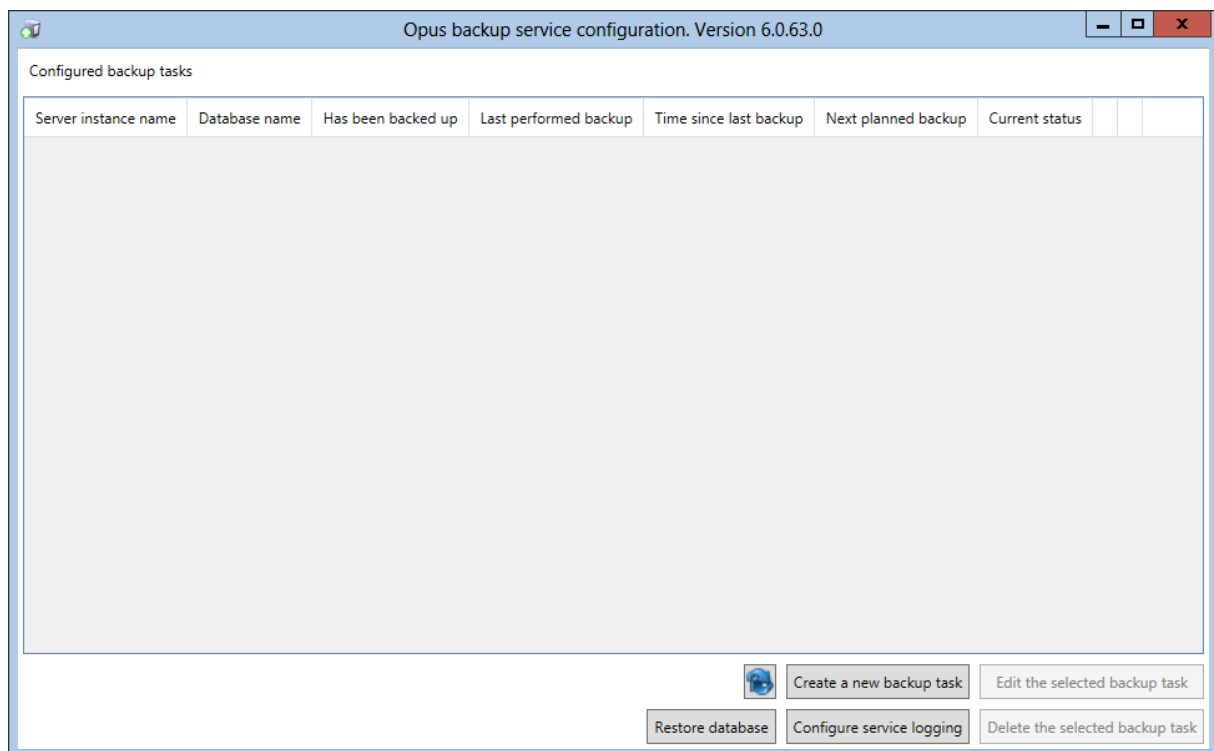 Opus backup service configuration. Version 6.0.63.0
Configured backup tasks
Server instance name Database name Has been backed up Last performed backup Time since last backup Next planned backup Current status
Create a new backup task Edit the selected backup task
Restore database Configure service logging Delete the selected backup task